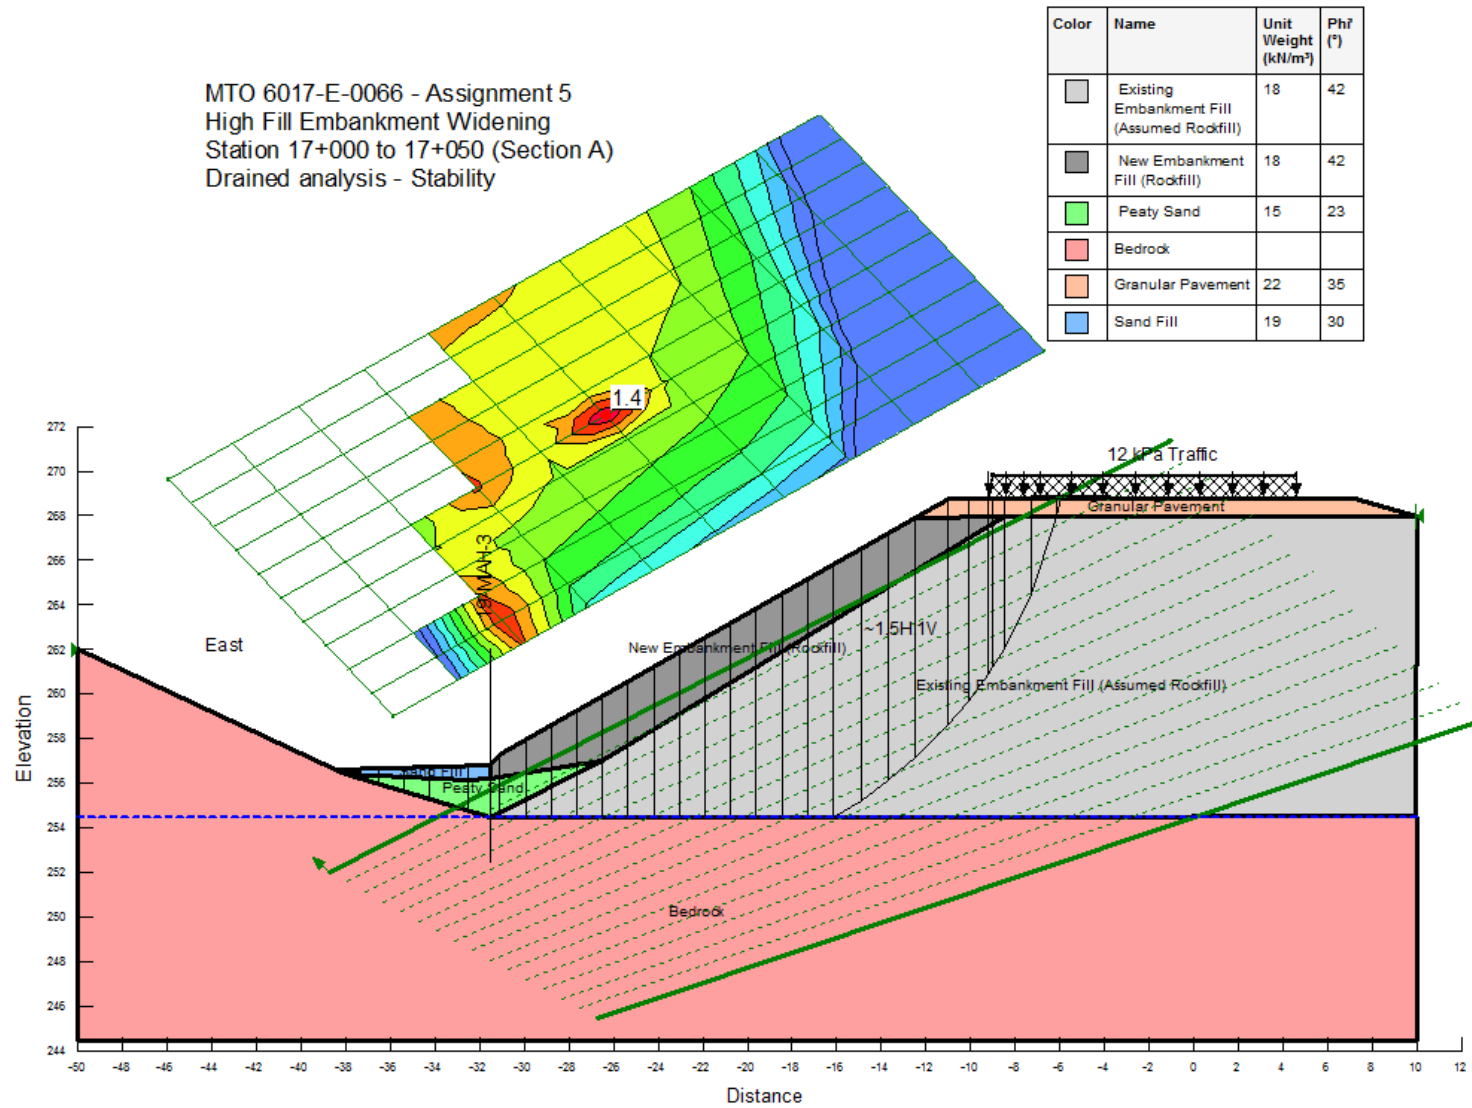 MTO 6017-E-0066 - Assignment 5
High Fill Embankment Widening
Station 17+000 to 17+050 (Section A)
Drained analysis - Stability
Color Name Unit Weight (kN/m³) Phi' (°)
Existing Embankment Fill (Assumed Rockfill) 18 42
New Embankment Fill (Rockfill) 18 42
Peaty Sand 15 23
Bedrock
Granular Pavement 22 35
Sand Fill 19 30
1.4
12 kPa Traffic
Granular Pavement
East
New Embankment Fill (Rockfill)
~1.5H:1V
Existing Embankment Fill (Assumed Rockfill)
Sand Fill
Peaty Sand
Bedrock
Elevation
272
270
268
266
264
262
260
258
256
254
252
250
248
246
244
-50 -48 -46 -44 -42 -40 -38 -36 -34 -32 -30 -28 -26 -24 -22 -20 -18 -16 -14 -12 -10 -8 -6 -4 -2 0 2 4 6 8 10 12
Distance